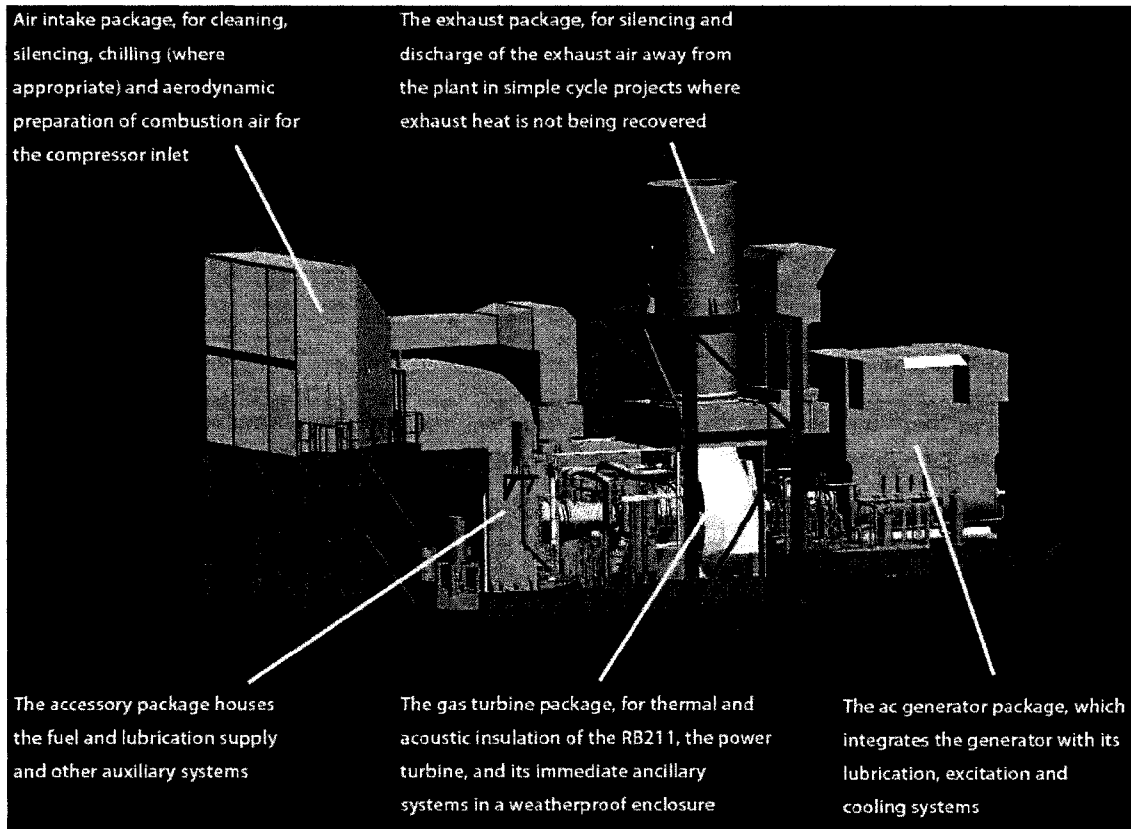 Air intake package, for cleaning,
silencing, chilling (where
appropriate) and aerodynamic
preparation of combustion air for
the compressor inlet
The exhaust package, for silencing and
discharge of the exhaust air away from
the plant in simple cycle projects where
exhaust heat is not being recovered
The accessory package houses
the fuel and lubrication supply
and other auxiliary systems
The gas turbine package, for thermal and
acoustic insulation of the RB211, the power
turbine, and its immediate ancillary
systems in a weatherproof enclosure
The ac generator package, which
integrates the generator with its
lubrication, excitation and
cooling systems